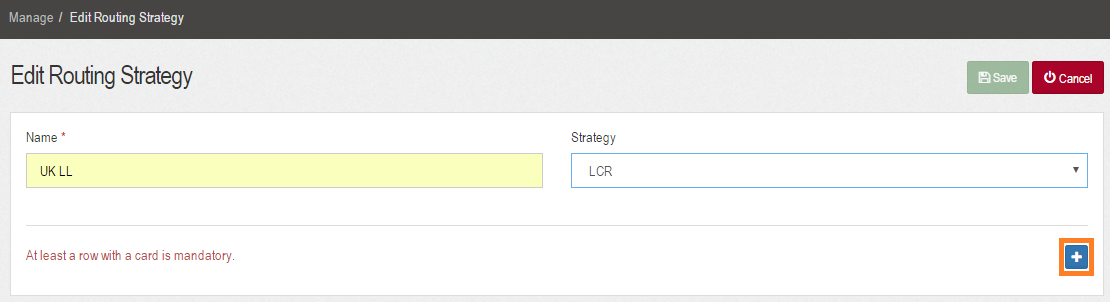 Manage / Edit Routing Strategy
Edit Routing Strategy
Save Cancel
Name * Strategy
UK LL LCR
At least a row with a card is mandatory.